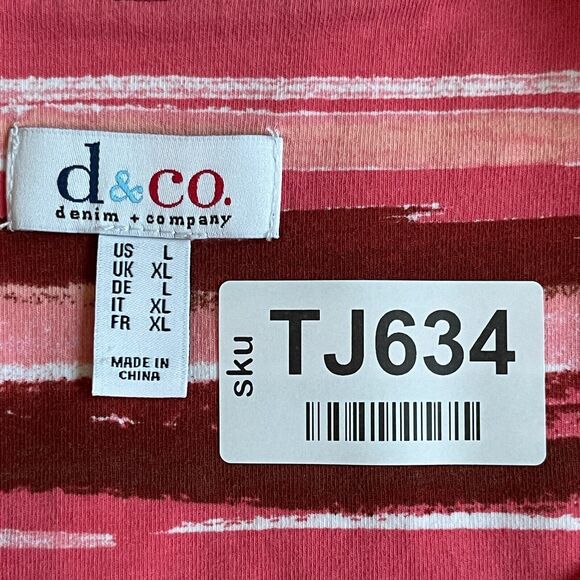 d&co.
denim + company
US L
UK XL
DE L
IT XL
FR XL
MADE IN
CHINA
sku
TJ634